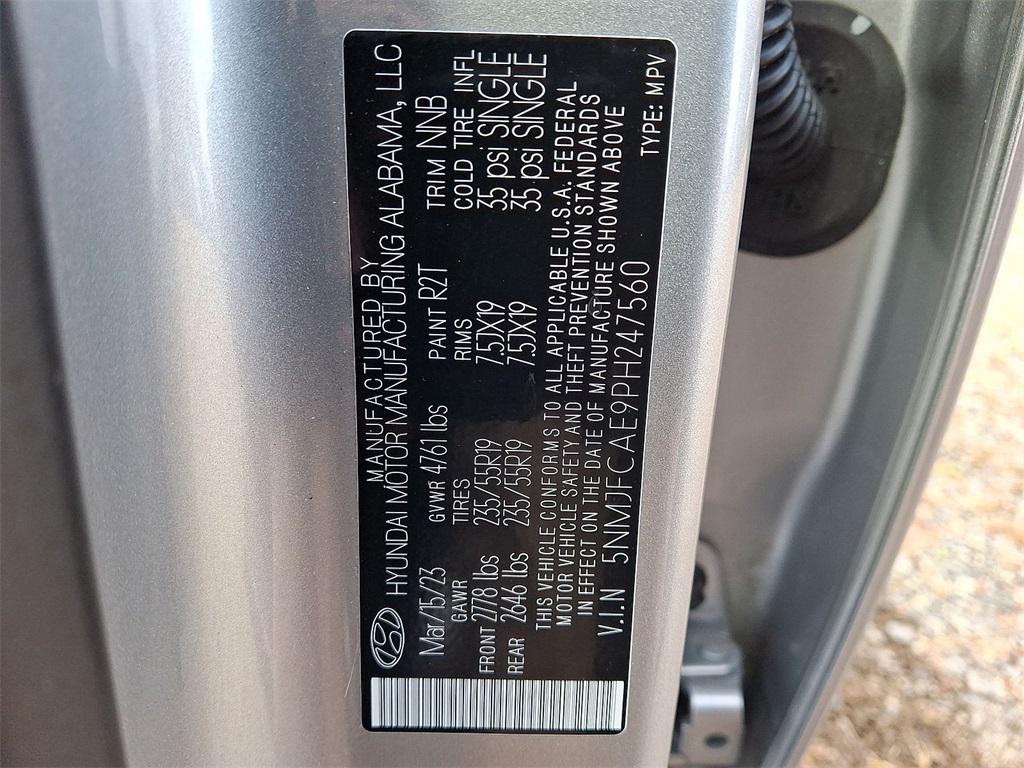 MANUFACTURED BY
HYUNDAI MOTOR MANUFACTURING ALABAMA, LLC
Mar/15/23 GVWR 4761 lbs PAINT R2T TRIM NNB
GAWR TIRES RIMS COLD TIRE INFL
FRONT 2778 lbs 235/55R19 7.5JX19 35 psi SINGLE
REAR 2646 lbs 235/55R19 7.5JX19 35 psi SINGLE
THIS VEHICLE CONFORMS TO ALL APPLICABLE U.S.A. FEDERAL
MOTOR VEHICLE SAFETY AND THEFT PREVENTION STANDARDS
IN EFFECT ON THE DATE OF MANUFACTURE SHOWN ABOVE
V.I.N 5NMJFCAE9PH247560 TYPE: MPV